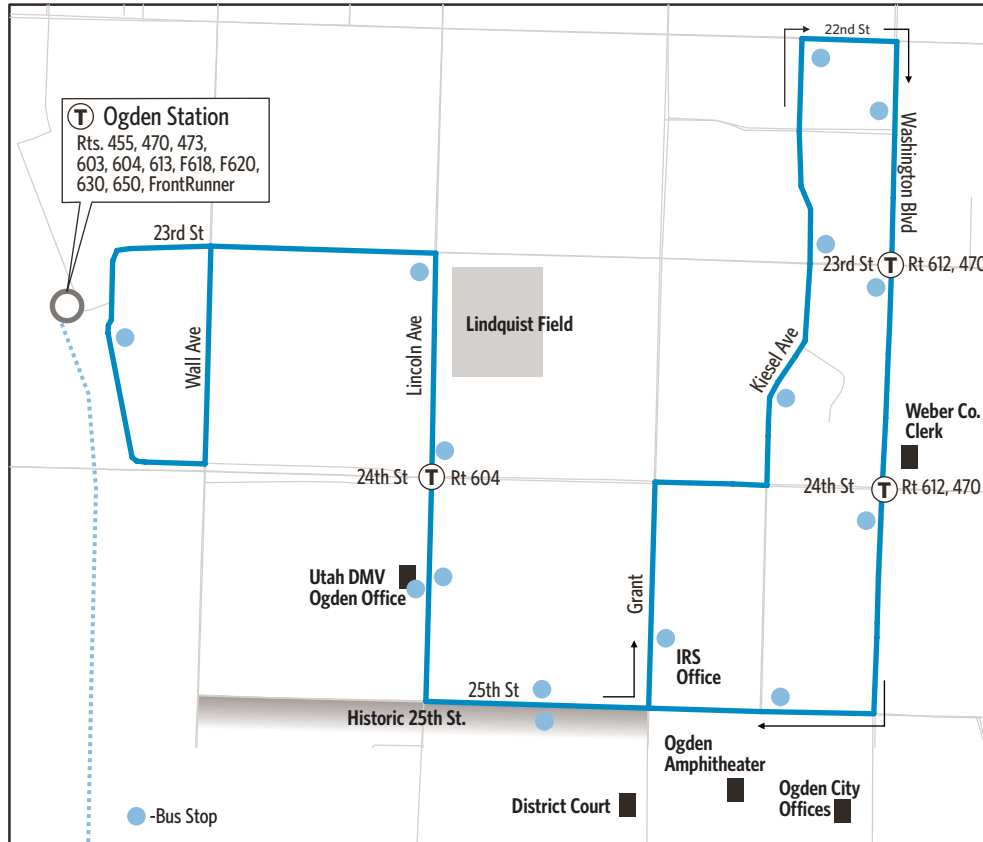 22nd St
T Ogden Station
Rts. 455, 470, 473,
603, 604, 613, F618, F620,
630, 650, FrontRunner
Washington Blvd
23rd St
23rd St T Rt 612, 470
Lindquist Field
Wall Ave
Lincoln Ave
Kiesel Ave
Weber Co.
Clerk
24th St T Rt 604
24th St T Rt 612, 470
Utah DMV
Ogden Office
Grant
IRS
Office
25th St
Historic 25th St.
Ogden
Amphitheater
District Court
Ogden City
Offices
-Bus Stop